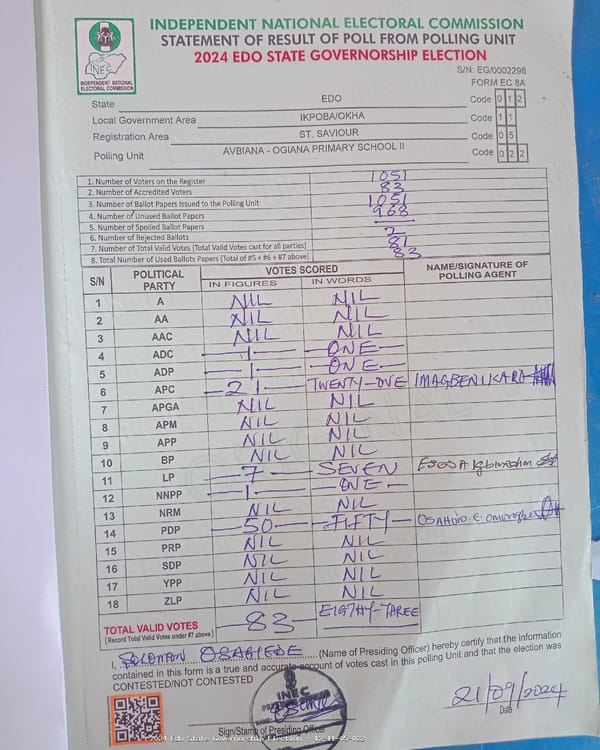 INDEPENDENT NATIONAL ELECTORAL COMMISSION
STATEMENT OF RESULT OF POLL FROM POLLING UNIT
2024 EDO STATE GOVERNORSHIP ELECTION
INEC
INDEPENDENT NATIONAL
ELECTORAL COMMISSION
S/N: EG/0002298
FORM EC 8A
State EDO Code 0 1 2
Local Government Area IKPOBA/OKHA Code 1 1
Registration Area ST. SAVIOUR Code 0 5
Polling Unit AVBIANA - OGIANA PRIMARY SCHOOL II Code 0 2 2
1. Number of Voters on the Register 1051
2. Number of Accredited Voters 83
3. Number of Ballot Papers Issued to the Polling Unit 1051
4. Number of Unused Ballot Papers 968
5. Number of Spoiled Ballot Papers —
6. Number of Rejected Ballots 2
7. Number of Total Valid Votes (Total Valid Votes cast for all parties) 81
8. Total Number of Used Ballots Papers (Total of #5 + #6 + #7 above) 83
S/N POLITICAL PARTY VOTES SCORED NAME/SIGNATURE OF POLLING AGENT
IN FIGURES IN WORDS
1 A NIL NIL
2 AA NIL NIL
3 AAC NIL NIL
4 ADC —1— —ONE—
5 ADP —1— —ONE—
6 APC —21— TWENTY-ONE IMAGBENIKARO
7 APGA NIL NIL
8 APM NIL NIL
9 APP NIL NIL
10 BP NIL NIL
11 LP —7— SEVEN
12 NNPP —1— —ONE—
13 NRM NIL NIL
14 PDP —50— —FIFTY—
15 PRP NIL NIL
16 SDP NIL NIL
17 YPP NIL NIL
18 ZLP NIL NIL
TOTAL VALID VOTES —83— EIGHTY-THREE
(Record Total Valid Votes under #7 above)
I, SOLOMON OSAGIEDE (Name of Presiding Officer) hereby certify that the information
contained in this form is a true and accurate account of votes cast in this polling Unit and that the election was
CONTESTED/NOT CONTESTED
INEC
21/09/2024
Date
Sign/Stamp of Presiding Officer
2024 Edo State Governorship Election - 12-11-05-022